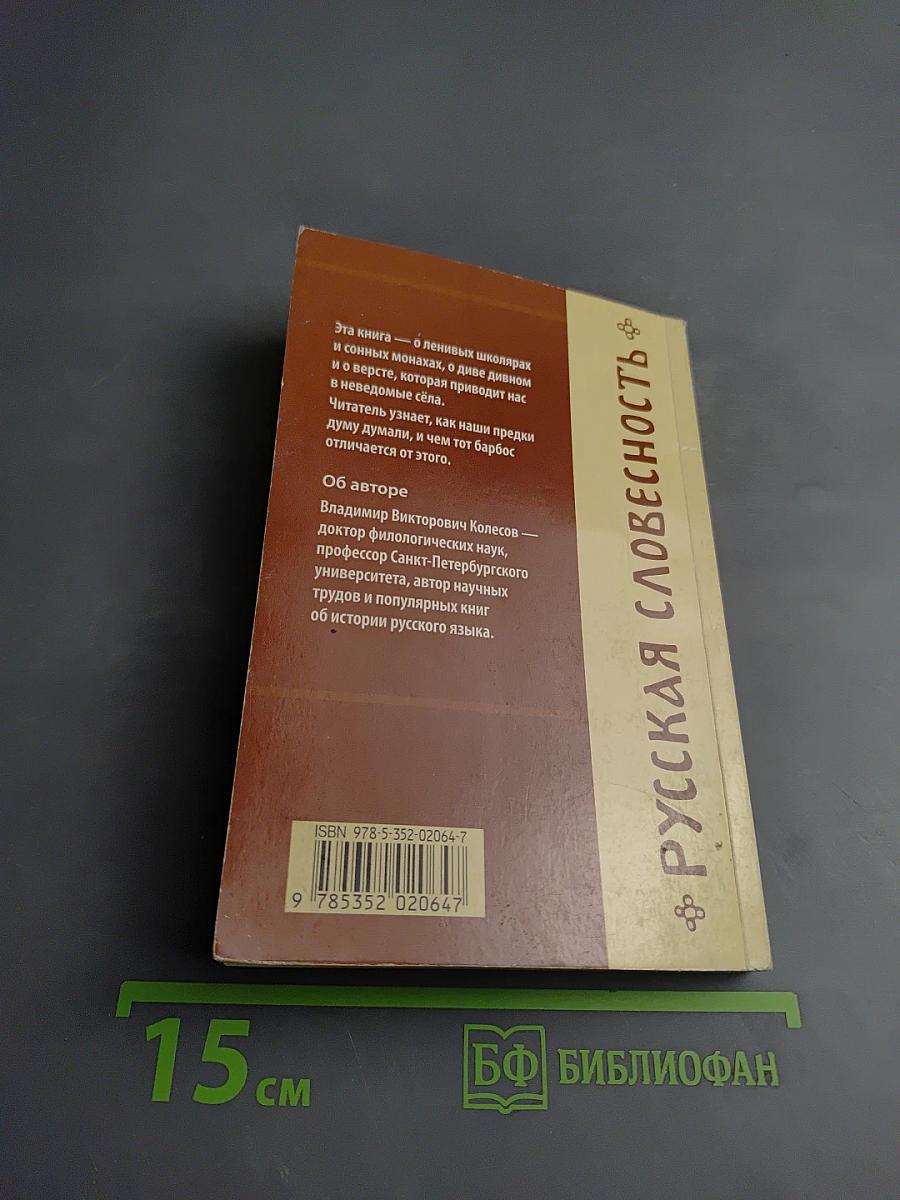 Эта книга — о ленивых школярах
и сонных монахах, о диве дивном
и о версте, которая приводит нас
в неведомые сёла.
Читатель узнает, как наши предки
думу думали, и чем тот барбос
отличается от этого.
Об авторе
Владимир Викторович Колесов —
доктор филологических наук,
профессор Санкт-Петербургского
университета, автор научных
трудов и популярных книг
об истории русского языка.
РУССКАЯ СЛОВЕСНОСТЬ
ISBN 978-5-352-02064-7
9 785352 020647
15 см
БФ БИБЛИОФАН